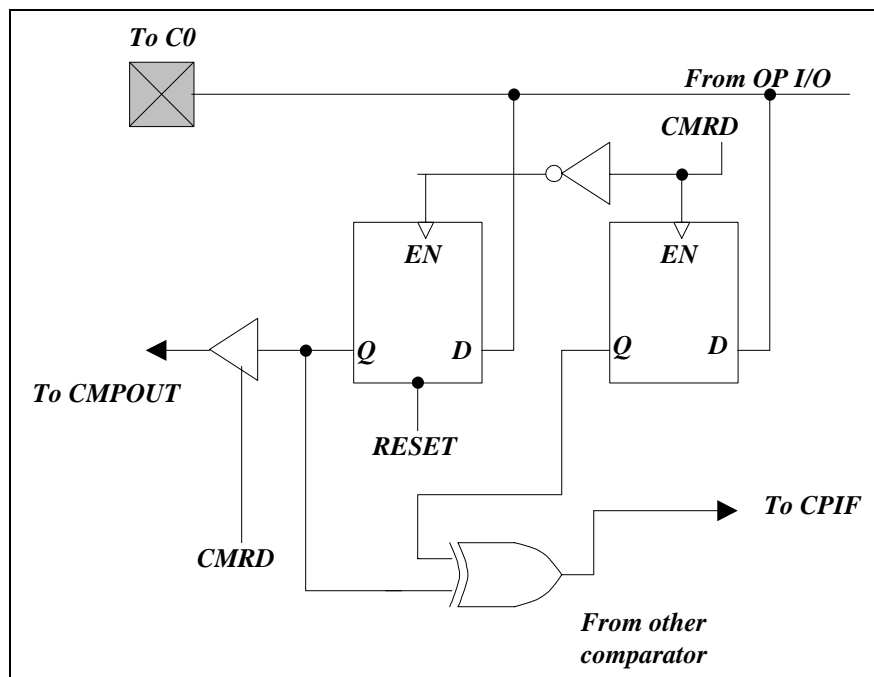 To C0
From OP I/O
CMRD
EN
EN
Q
D
Q
D
To CMPOUT
RESET
To CPIF
CMRD
From other
comparator